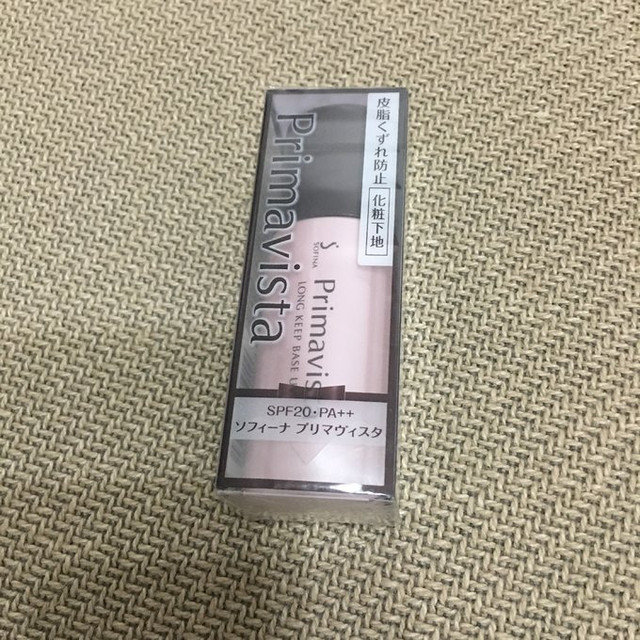 皮脂くずれ防止
化粧下地
Primavista
S
SOFINA
Primavis
LONG KEEP BASE U
SPF20・PA++
ソフィーナ プリマヴィスタ